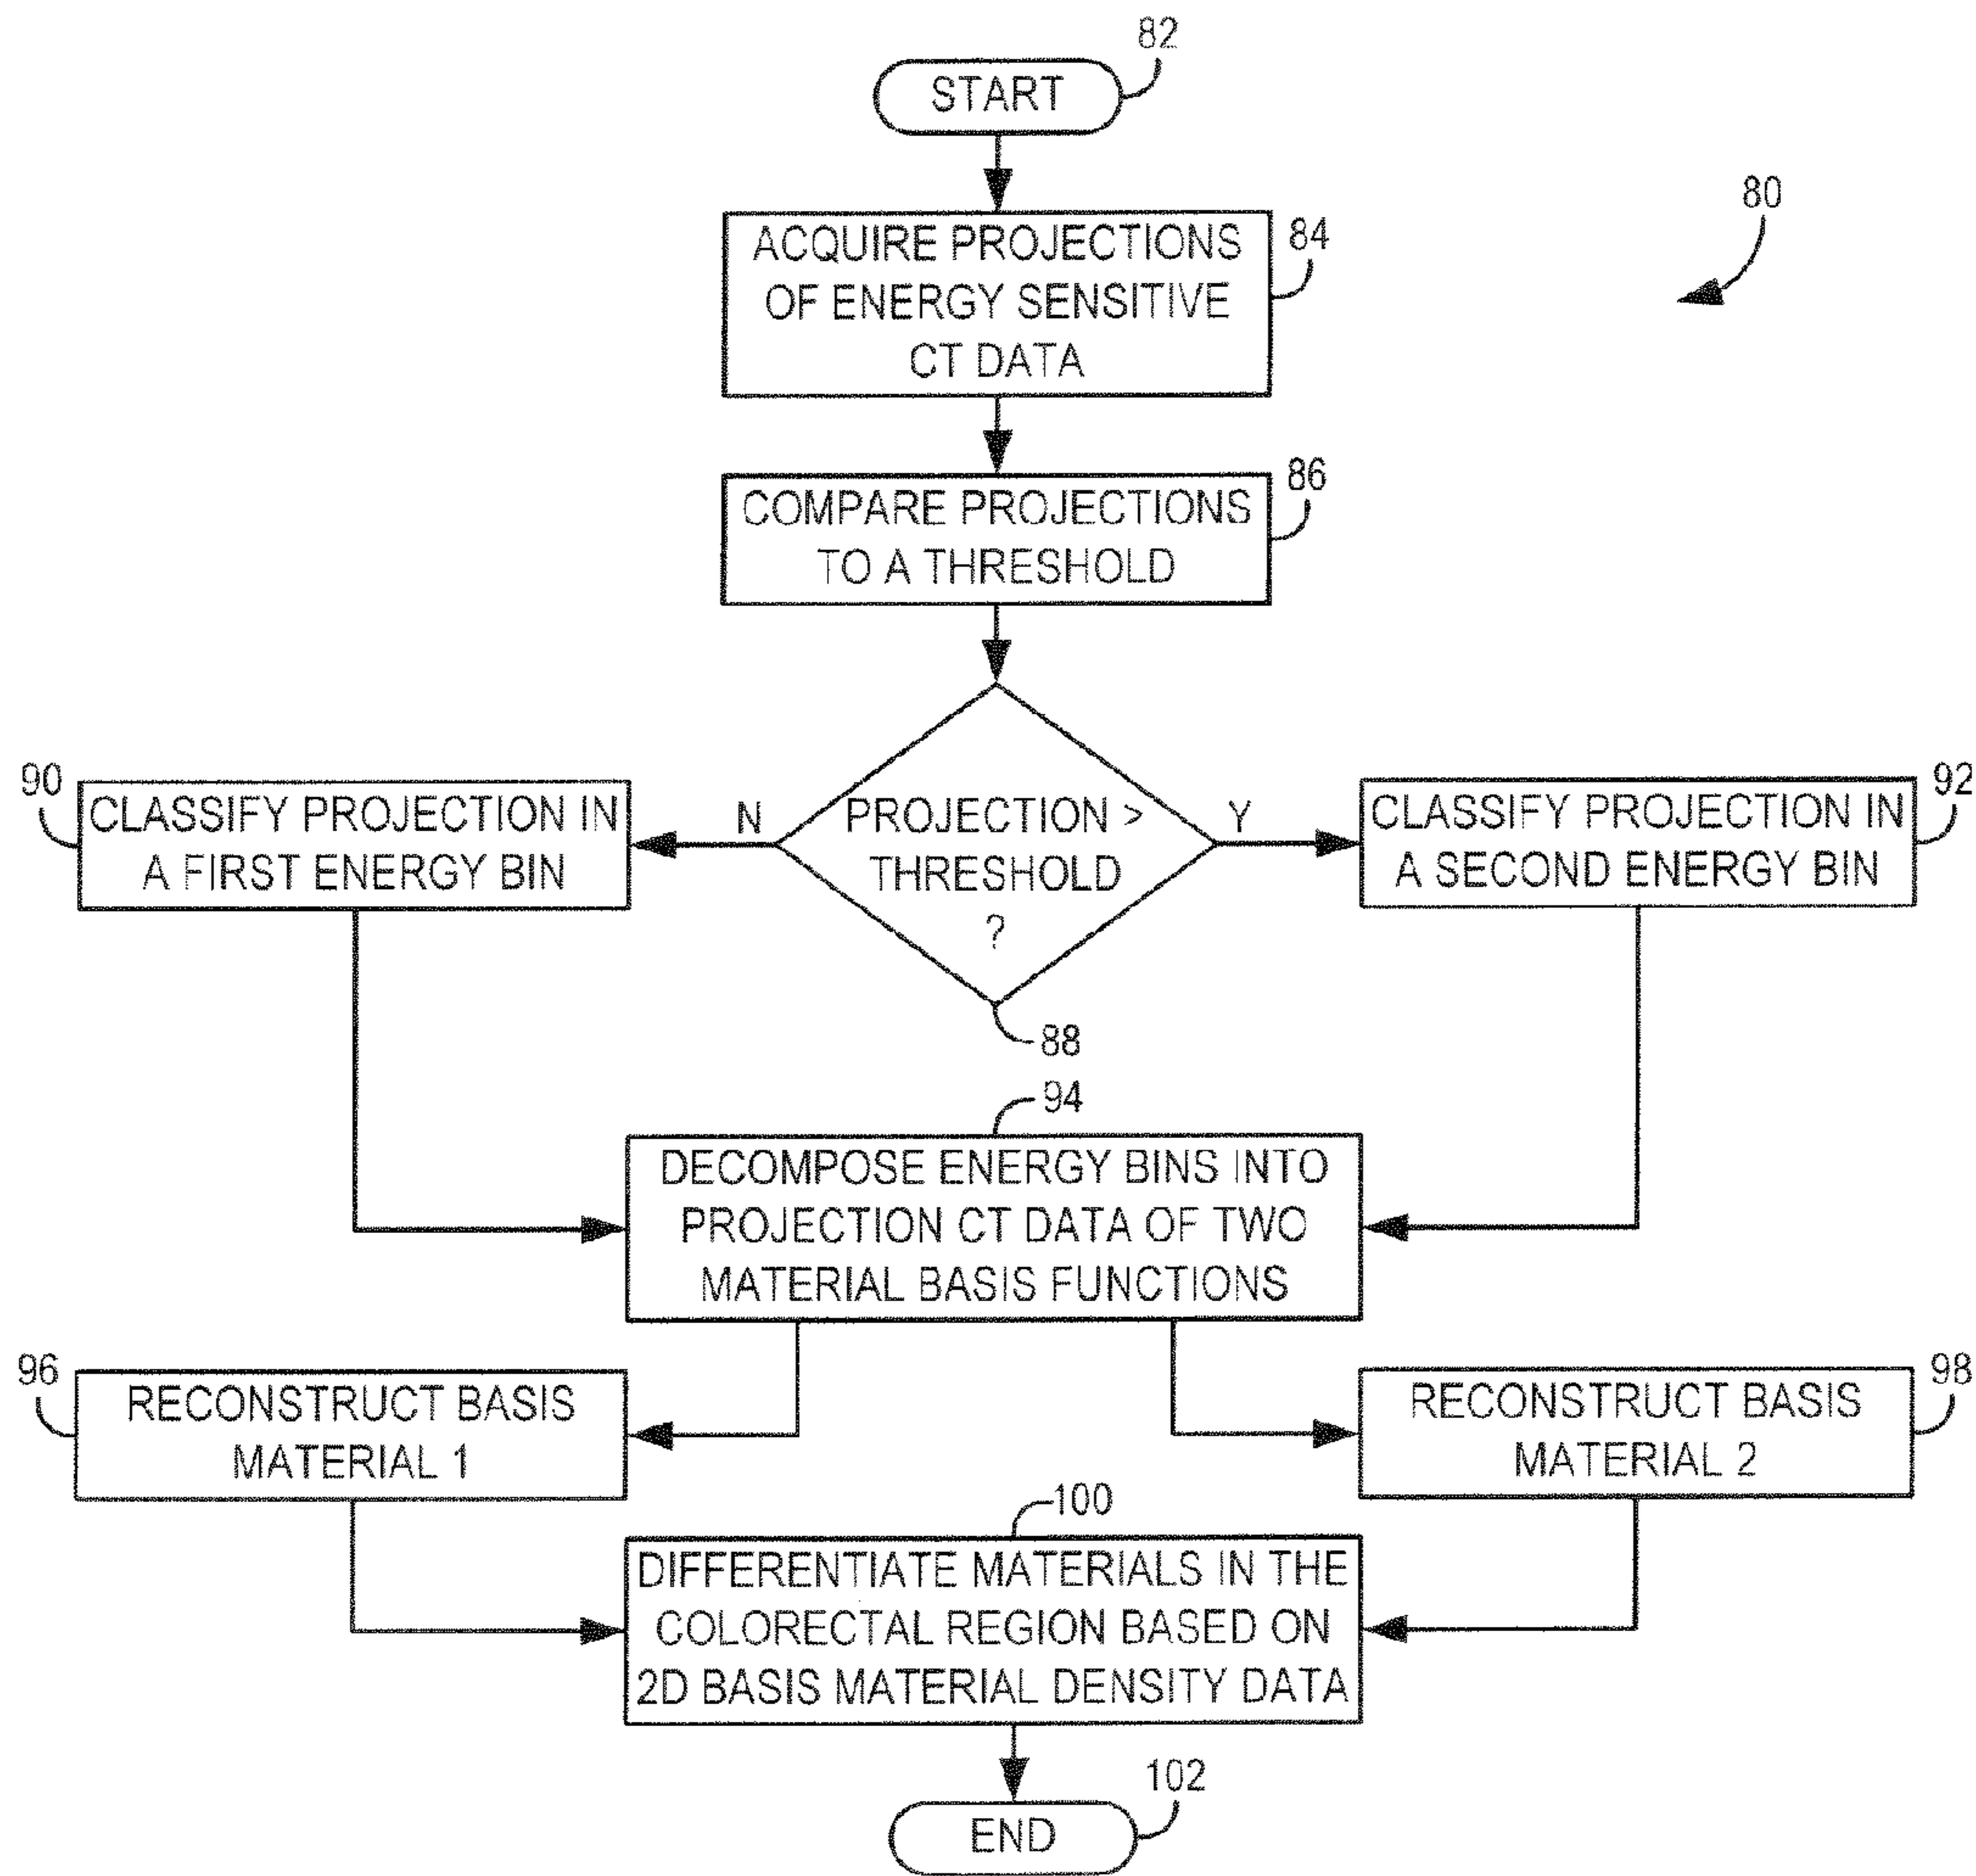 82
START
80
ACQUIRE PROJECTIONS
OF ENERGY SENSITIVE
CT DATA
84
COMPARE PROJECTIONS
TO A THRESHOLD
86
90
CLASSIFY PROJECTION IN
A FIRST ENERGY BIN
N
PROJECTION >
THRESHOLD
?
Y
CLASSIFY PROJECTION IN
A SECOND ENERGY BIN
92
88
94
DECOMPOSE ENERGY BINS INTO
PROJECTION CT DATA OF TWO
MATERIAL BASIS FUNCTIONS
96
RECONSTRUCT BASIS
MATERIAL 1
RECONSTRUCT BASIS
MATERIAL 2
98
100
DIFFERENTIATE MATERIALS IN THE
COLORECTAL REGION BASED ON
2D BASIS MATERIAL DENSITY DATA
102
END